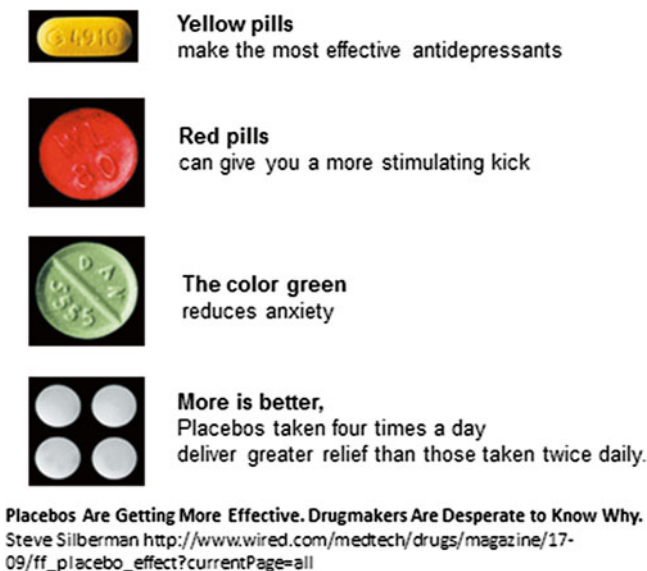 G 4910
Yellow pills
make the most effective antidepressants
WL
80
Red pills
can give you a more stimulating kick
DAN
5555
The color green
reduces anxiety
More is better,
Placebos taken four times a day
deliver greater relief than those taken twice daily.
Placebos Are Getting More Effective. Drugmakers Are Desperate to Know Why.
Steve Silberman http://www.wired.com/medtech/drugs/magazine/17-
09/ff_placebo_effect?currentPage=all